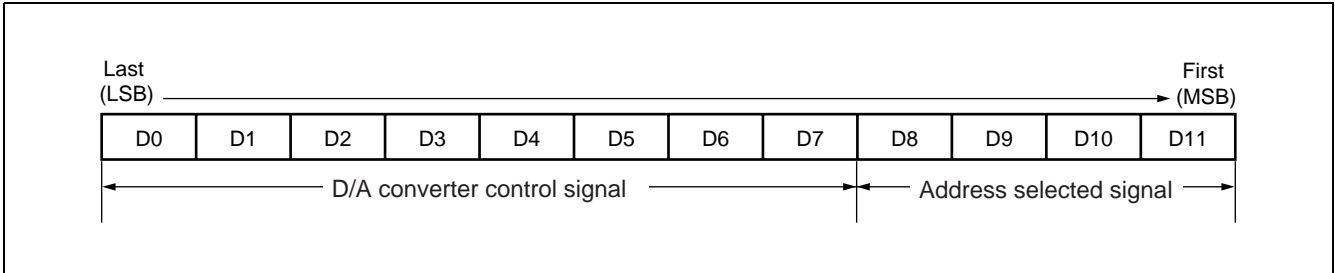 Last
(LSB)
First
(MSB)
D0 D1 D2 D3 D4 D5 D6 D7 D8 D9 D10 D11
D/A converter control signal
Address selected signal